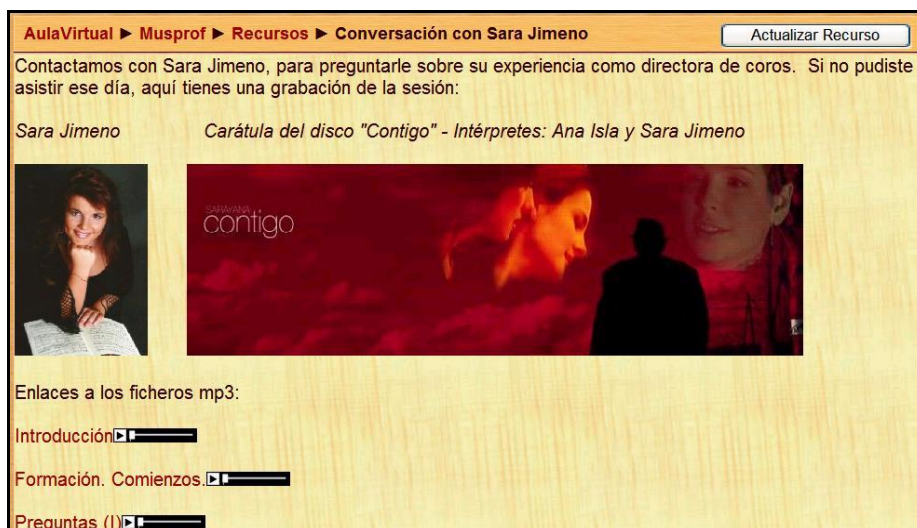 AulaVirtual ► Musprof ► Recursos ► Conversación con Sara Jimeno
Actualizar Recurso
Contactamos con Sara Jimeno, para preguntarle sobre su experiencia como directora de coros. Si no pudiste
asistir ese día, aquí tienes una grabación de la sesión:
Sara Jimeno
Carátula del disco "Contigo" - Intérpretes: Ana Isla y Sara Jimeno
SARAYANA
contigo
Enlaces a los ficheros mp3:
Introducción
Formación. Comienzos.
Preguntas (I)